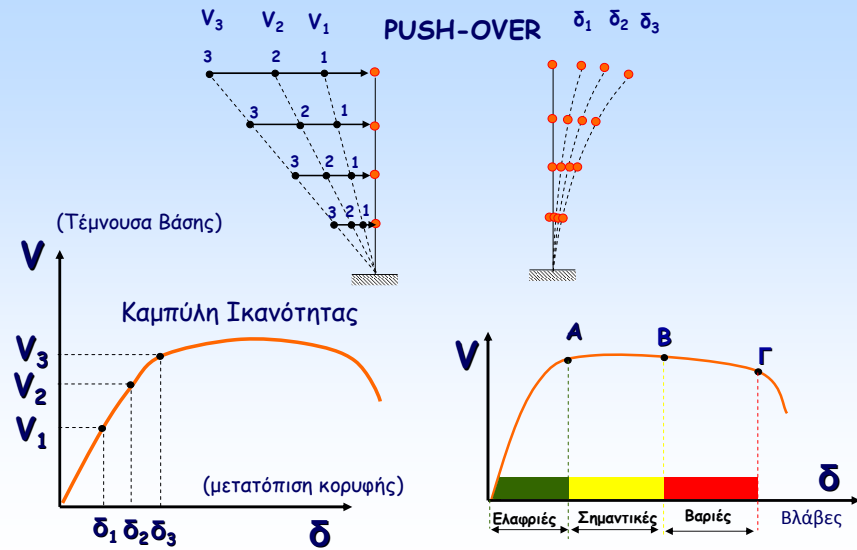 PUSH-OVER
V3 V2 V1
3 2 1
3 2 1
3 2 1
3 2 1
δ1 δ2 δ3
(Τέμνουσα Βάσης)
V
Καμπύλη Ικανότητας
V3
V2
V1
(μετατόπιση κορυφής)
δ1 δ2 δ3 δ
V
Α Β Γ
δ
Ελαφριές Σημαντικές Βαριές Βλάβες